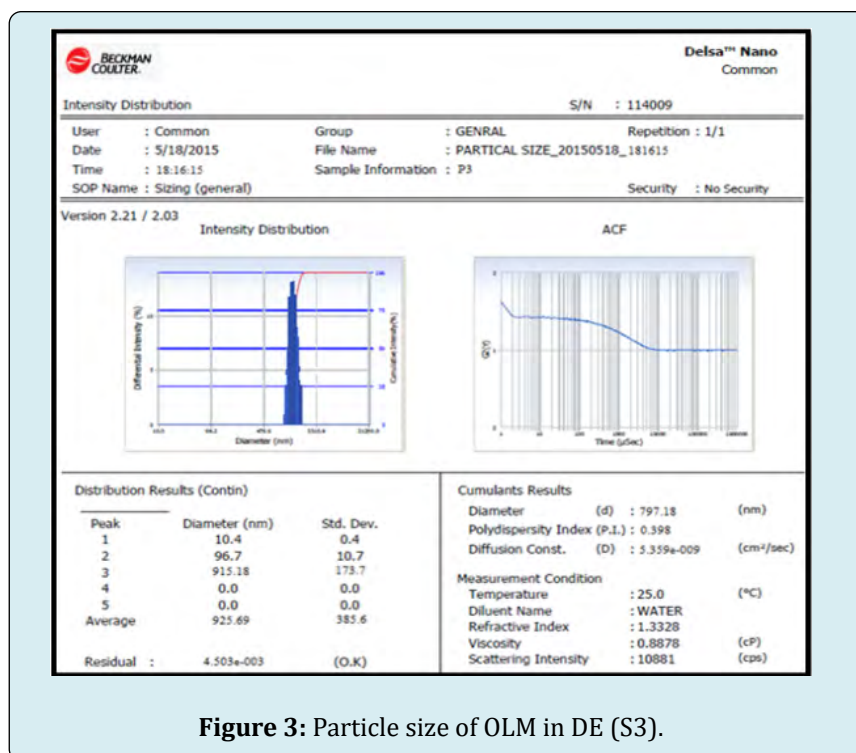 BECKMAN COULTER.
Delsa™ Nano
Common
Intensity Distribution S/N : 114009
User : Common Group : GENRAL Repetition : 1/1
Date : 5/18/2015 File Name : PARTICAL SIZE_20150518_181615
Time : 18:16:15 Sample Information : P3
SOP Name : Sizing (general) Security : No Security
Version 2.21 / 2.03
Intensity Distribution ACF
Differential Intensity (%)
Cumulative Intensity(%)
Diameter (nm)
Time (μSec)
Distribution Results (Contin) Cumulants Results
Peak Diameter (nm) Std. Dev.
1 10.4 0.4
2 96.7 10.7
3 915.18 173.7
4 0.0 0.0
5 0.0 0.0
Average 925.69 385.6
Residual : 4.503e-003 (O.K)
Diameter (d) : 797.18 (nm)
Polydispersity Index (P.I.) : 0.398
Diffusion Const. (D) : 5.359e-009 (cm²/sec)
Measurement Condition
Temperature : 25.0 (°C)
Diluent Name : WATER
Refractive Index : 1.3328
Viscosity : 0.8878 (cP)
Scattering Intensity : 10881 (cps)
Figure 3: Particle size of OLM in DE (S3).